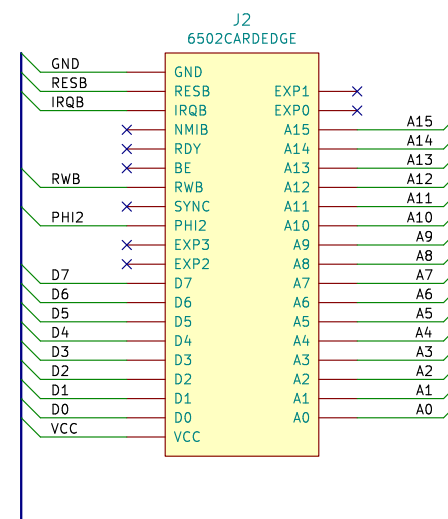 J2
6502CARDEDGE
GND GND
RESB RESB EXP1
IRQB IRQB EXP0
NMIB A15 A15
RDY A14 A14
BE A13 A13
RWB RWB A12 A12
SYNC A11 A11
PHI2 PHI2 A10 A10
EXP3 A9 A9
EXP2 A8 A8
D7 D7 A7 A7
D6 D6 A6 A6
D5 D5 A5 A5
D4 D4 A4 A4
D3 D3 A3 A3
D2 D2 A2 A2
D1 D1 A1 A1
D0 D0 A0 A0
VCC VCC